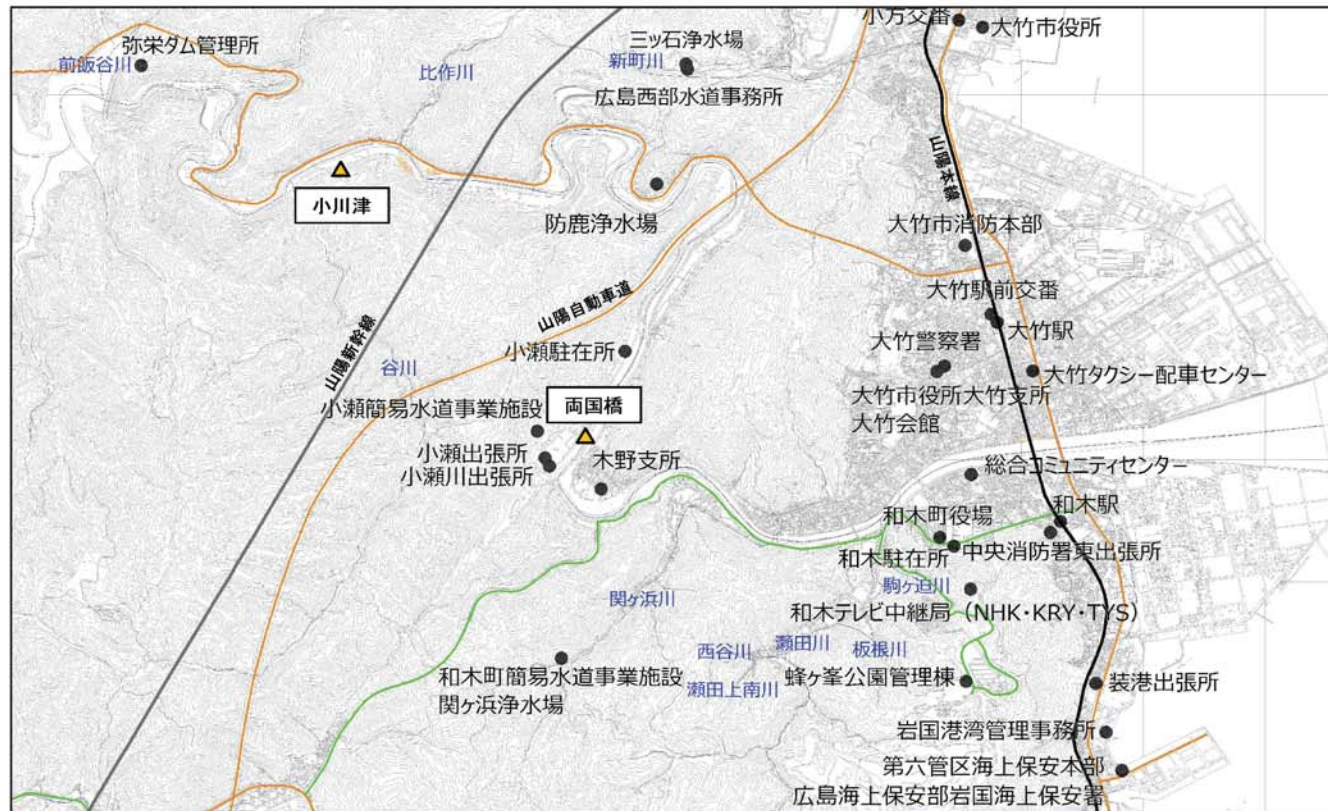 小方交番
大竹市役所
弥栄ダム管理所
前飯谷川
比作川
三ッ石浄水場
新町川
広島西部水道事務所
山陽本線
小川津
防鹿浄水場
大竹市消防本部
山陽自動車道
大竹駅前交番
大竹駅
山陽新幹線
小瀬駐在所
大竹警察署
谷川
大竹タクシー配車センター
大竹市役所大竹支所
大竹会館
小瀬簡易水道事業施設
両国橋
小瀬出張所
小瀬川出張所
木野支所
総合コミュニティセンター
和木駅
和木町役場
和木駐在所
中央消防署東出張所
駒ヶ迫川
関ヶ浜川
和木テレビ中継局（NHK・KRY・TYS）
西谷川
瀬田川
板根川
和木町簡易水道事業施設
関ヶ浜浄水場
瀬田上南川
蜂ヶ峯公園管理棟
装港出張所
岩国港湾管理事務所
第六管区海上保安本部
広島海上保安部岩国海上保安署